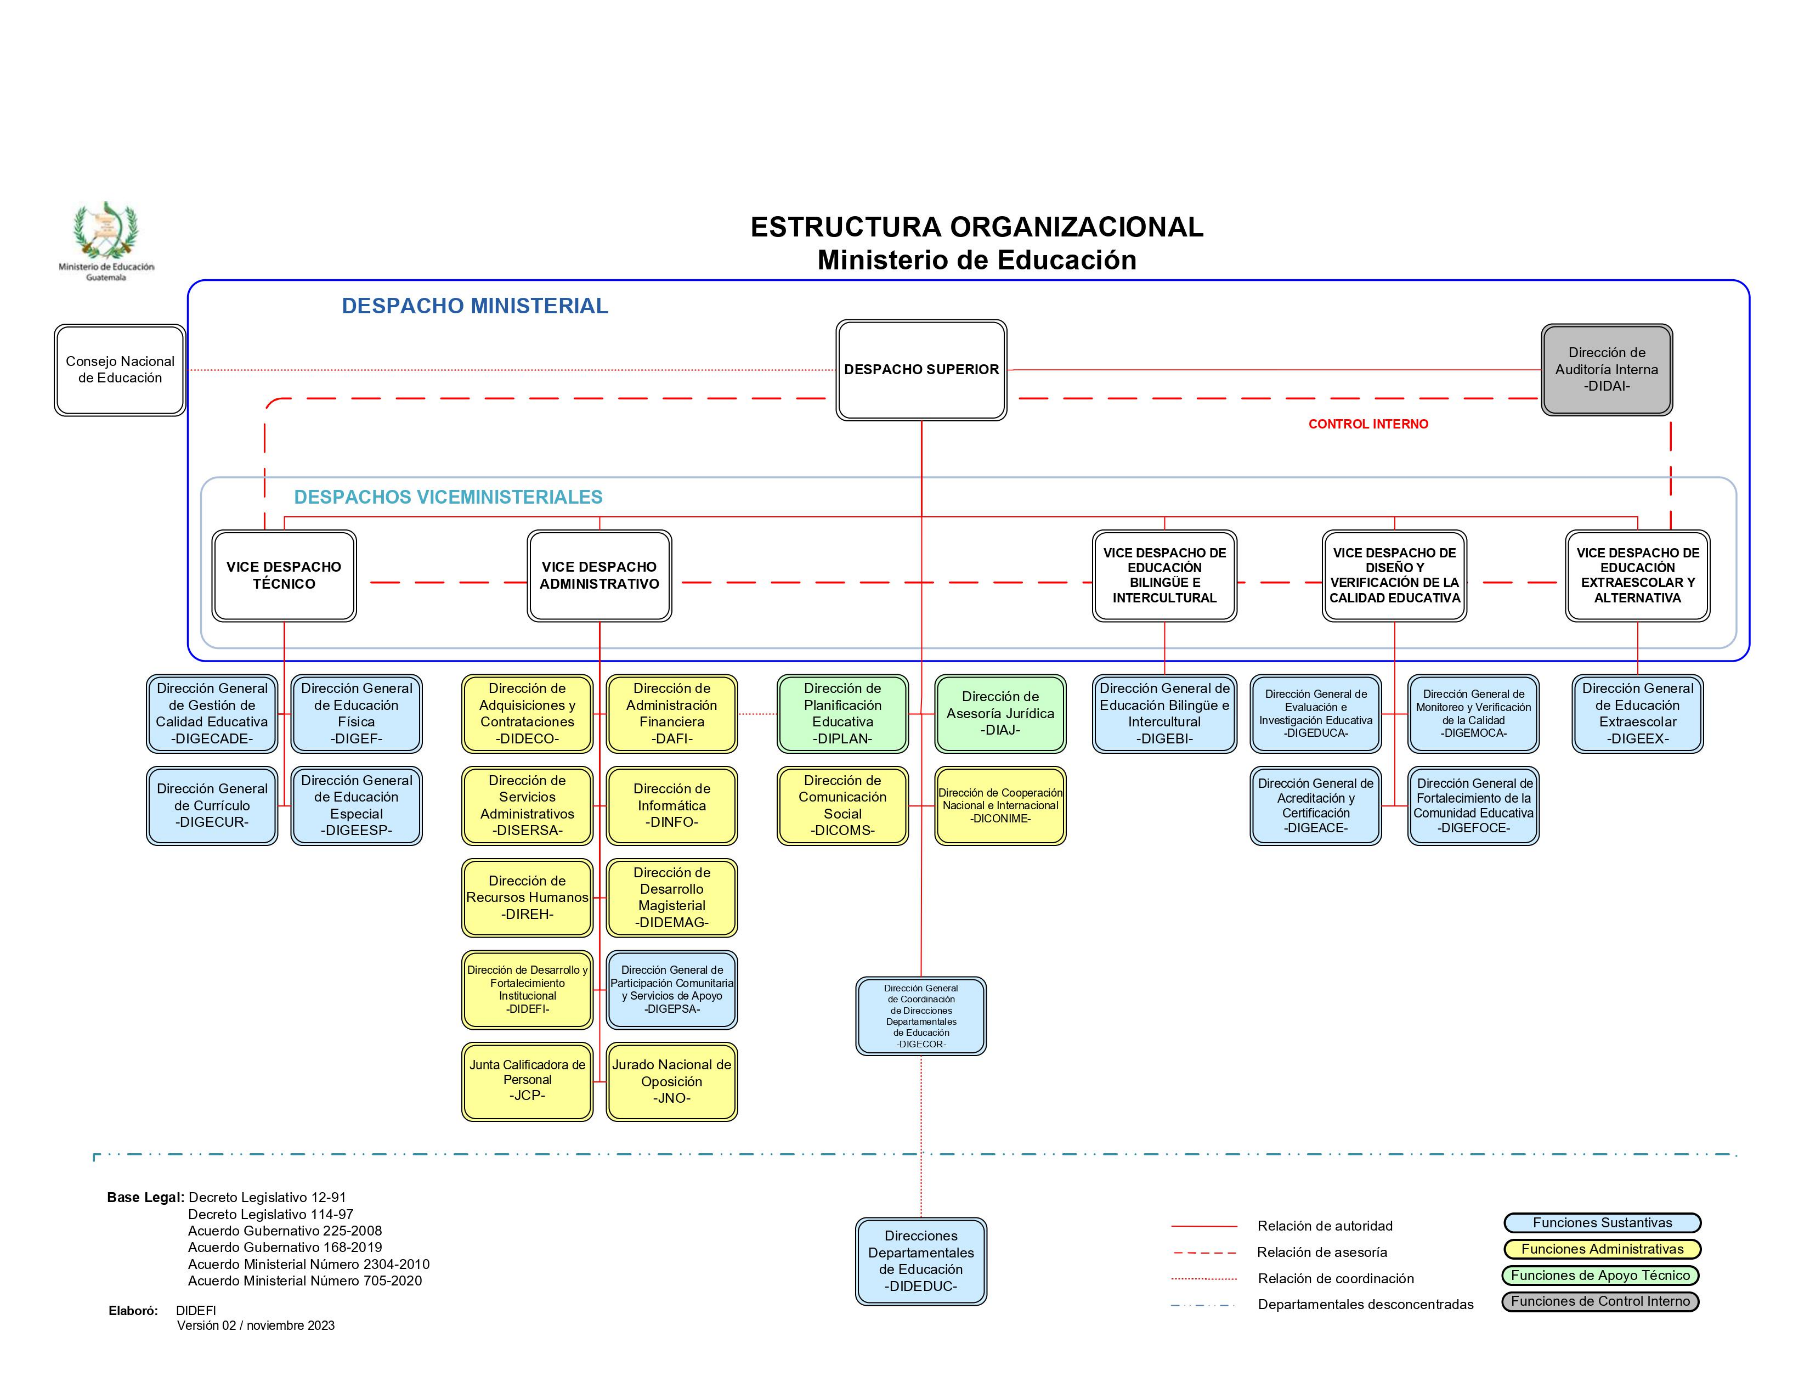 Ministerio de Educación
Guatemala
ESTRUCTURA ORGANIZACIONAL
Ministerio de Educación
DESPACHO MINISTERIAL
Consejo Nacional
de Educación
DESPACHO SUPERIOR
Dirección de
Auditoría Interna
-DIDAI-
CONTROL INTERNO
DESPACHOS VICEMINISTERIALES
VICE DESPACHO
TÉCNICO
VICE DESPACHO
ADMINISTRATIVO
VICE DESPACHO DE
EDUCACIÓN
BILINGÜE E
INTERCULTURAL
VICE DESPACHO DE
DISEÑO Y
VERIFICACIÓN DE LA
CALIDAD EDUCATIVA
VICE DESPACHO DE
EDUCACIÓN
EXTRAESCOLAR Y
ALTERNATIVA
Dirección General
de Gestión de
Calidad Educativa
-DIGECADE-
Dirección General
de Educación
Física
-DIGEF-
Dirección de
Adquisiciones y
Contrataciones
-DIDECO-
Dirección de
Administración
Financiera
-DAFI-
Dirección de
Planificación
Educativa
-DIPLAN-
Dirección de
Asesoría Jurídica
-DIAJ-
Dirección General de
Educación Bilingüe e
Intercultural
-DIGEBI-
Dirección General de
Evaluación e
Investigación Educativa
-DIGEDUCA-
Dirección General de
Monitoreo y Verificación
de la Calidad
-DIGEMOCA-
Dirección General
de Educación
Extraescolar
-DIGEEX-
Dirección General
de Currículo
-DIGECUR-
Dirección General
de Educación
Especial
-DIGEESP-
Dirección de
Servicios
Administrativos
-DISERSA-
Dirección de
Informática
-DINFO-
Dirección de
Comunicación
Social
-DICOMS-
Dirección de Cooperación
Nacional e Internacional
-DICONIME-
Dirección General de
Acreditación y
Certificación
-DIGEACE-
Dirección General de
Fortalecimiento de la
Comunidad Educativa
-DIGEFOCE-
Dirección de
Recursos Humanos
-DIREH-
Dirección de
Desarrollo
Magisterial
-DIDEMAG-
Dirección de Desarrollo y
Fortalecimiento
Institucional
-DIDEFI-
Dirección General de
Participación Comunitaria
y Servicios de Apoyo
-DIGEPSA-
Dirección General
de Coordinación
de Direcciones
Departamentales
de Educación
-DIGECOR-
Junta Calificadora de
Personal
-JCP-
Jurado Nacional de
Oposición
-JNO-
Base Legal: Decreto Legislativo 12-91
Decreto Legislativo 114-97
Acuerdo Gubernativo 225-2008
Acuerdo Gubernativo 168-2019
Acuerdo Ministerial Número 2304-2010
Acuerdo Ministerial Número 705-2020
Elaboró: DIDEFI
Versión 02 / noviembre 2023
Direcciones
Departamentales
de Educación
-DIDEDUC-
Relación de autoridad
Relación de asesoría
Relación de coordinación
Departamentales desconcentradas
Funciones Sustantivas
Funciones Administrativas
Funciones de Apoyo Técnico
Funciones de Control Interno